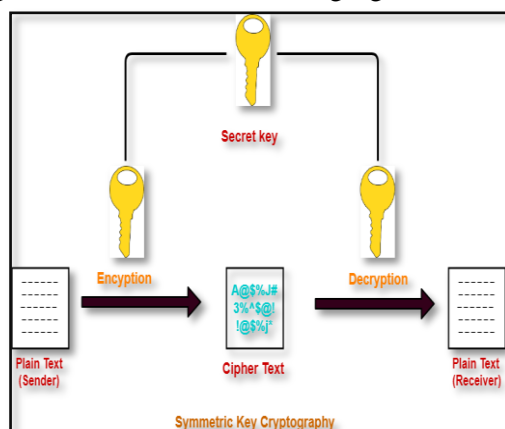 Secret key
Encyption
Decryption
A@$%J#
3%^$@!
!@$%j*
Plain Text
(Sender)
Cipher Text
Plain Text
(Receiver)
Symmetric Key Cryptography